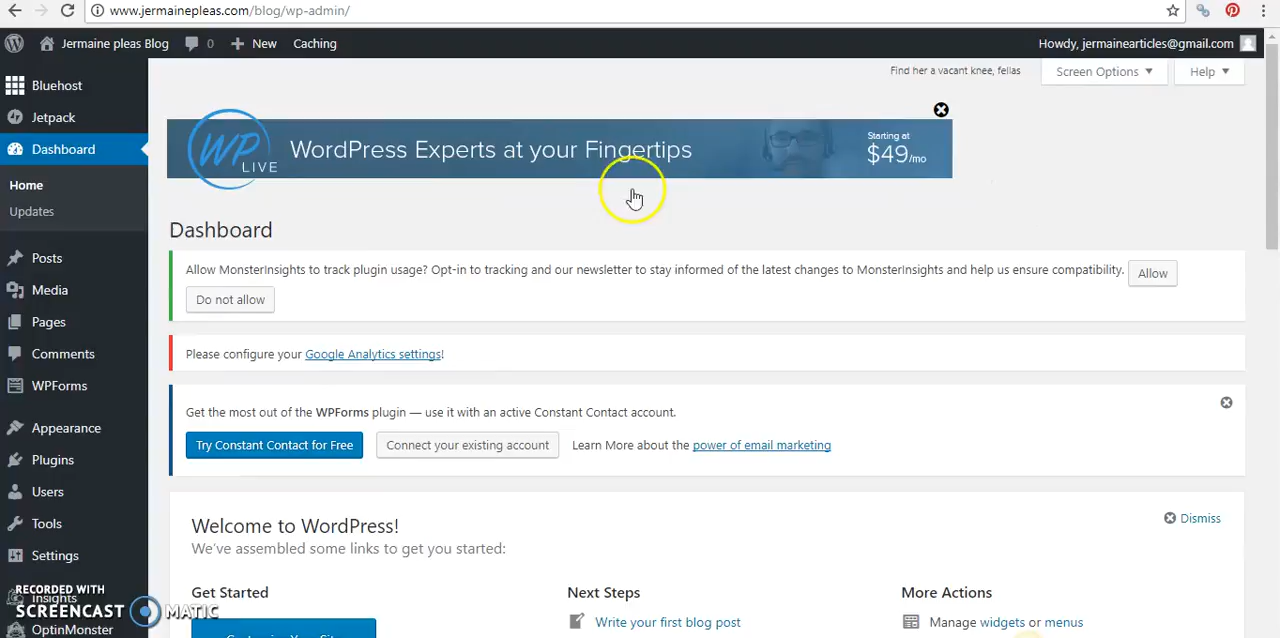 www.jermainepleas.com/blog/wp-admin/
Jermaine pleas Blog 0 New Caching
Howdy, jermainearticles@gmail.com
Find her a vacant knee, fellas
Screen Options
Help
Bluehost
Jetpack
Dashboard
Home
Updates
Posts
Media
Pages
Comments
WPForms
Appearance
Plugins
Users
Tools
Settings
Insights
OptinMonster
WP LIVE
WordPress Experts at your Fingertips
Starting at
$49/mo
Dashboard
Allow MonsterInsights to track plugin usage? Opt-in to tracking and our newsletter to stay informed of the latest changes to MonsterInsights and help us ensure compatibility. Allow
Do not allow
Please configure your Google Analytics settings!
Get the most out of the WPForms plugin — use it with an active Constant Contact account.
Try Constant Contact for Free Connect your existing account Learn More about the power of email marketing
Welcome to WordPress!
Dismiss
We've assembled some links to get you started:
Get Started
Next Steps
Write your first blog post
More Actions
Manage widgets or menus
RECORDED WITH
SCREENCAST MATIC